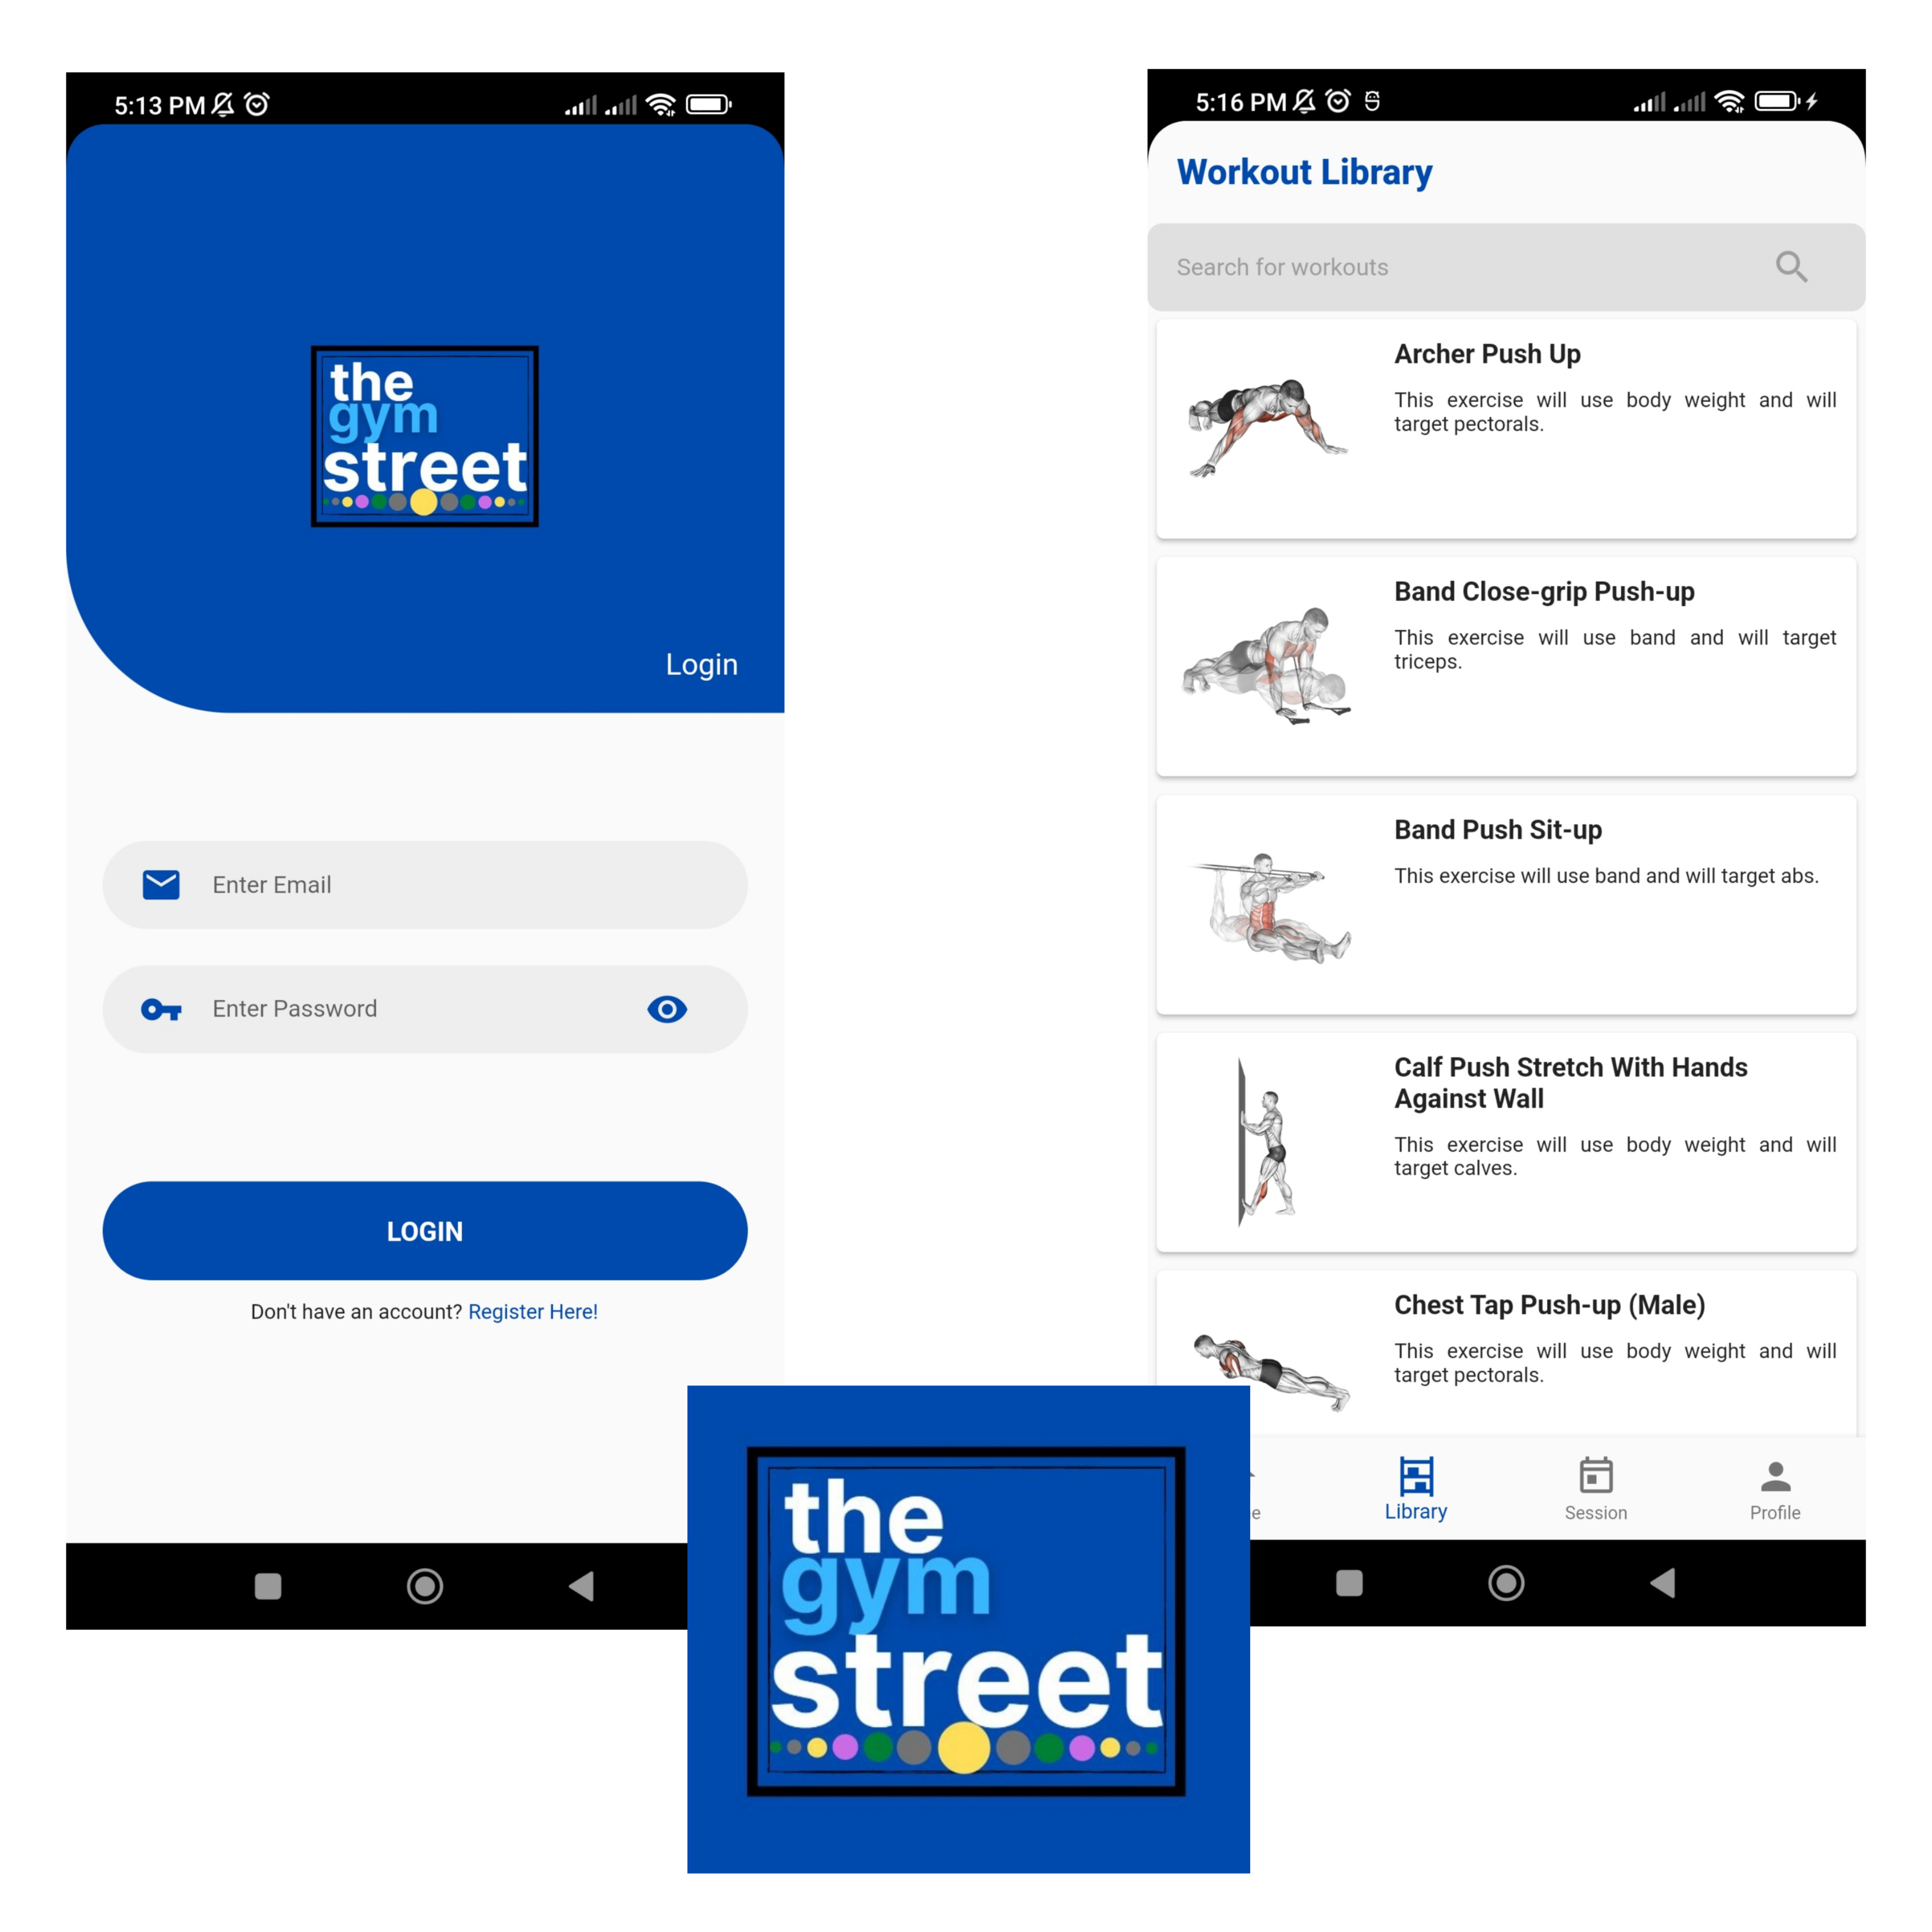 5:13 PM
the
gym
street
Login
Enter Email
Enter Password
LOGIN
Don't have an account? Register Here!
5:16 PM
Workout Library
Search for workouts
Archer Push Up
This exercise will use body weight and will
target pectorals.
Band Close-grip Push-up
This exercise will use band and will target
triceps.
Band Push Sit-up
This exercise will use band and will target abs.
Calf Push Stretch With Hands
Against Wall
This exercise will use body weight and will
target calves.
Chest Tap Push-up (Male)
This exercise will use body weight and will
target pectorals.
Library
Session
Profile
the
gym
street